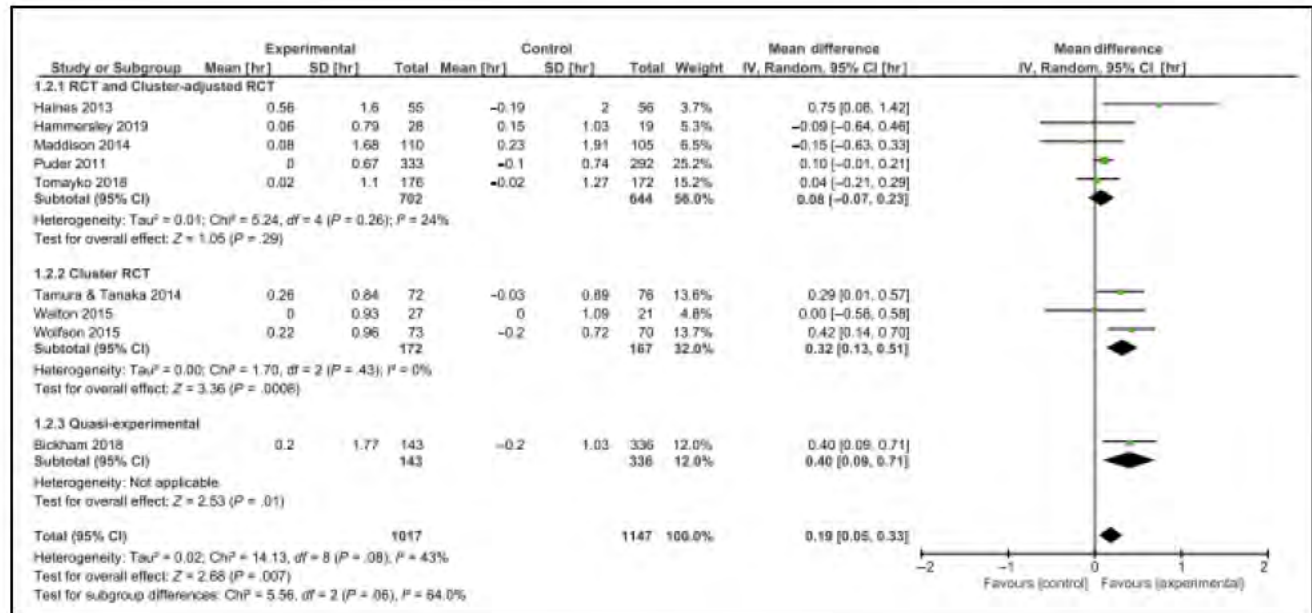 Experimental Control Mean difference Mean difference
Study or Subgroup Mean [hr] SD [hr] Total Mean [hr] SD [hr] Total Weight IV, Random, 95% CI [hr] IV, Random, 95% CI [hr]
1.2.1 RCT and Cluster-adjusted RCT
Haines 2013 0.56 1.6 55 −0.19 2 56 3.7% 0.75 [0.08, 1.42]
Hammersley 2019 0.06 0.79 28 0.15 1.03 19 5.3% −0.09 [−0.64, 0.46]
Maddison 2014 0.08 1.68 110 0.23 1.91 105 6.5% −0.15 [−0.63, 0.33]
Puder 2011 0 0.67 333 −0.1 0.74 292 25.2% 0.10 [−0.01, 0.21]
Tomayko 2018 0.02 1.1 176 −0.02 1.27 172 15.2% 0.04 [−0.21, 0.29]
Subtotal (95% CI) 702 644 56.0% 0.08 [−0.07, 0.23]
Heterogeneity: Tau² = 0.01; Chi² = 5.24, df = 4 (P = 0.26); I² = 24%
Test for overall effect: Z = 1.05 (P = .29)
1.2.2 Cluster RCT
Tamura & Tanaka 2014 0.26 0.84 72 −0.03 0.89 76 13.6% 0.29 [0.01, 0.57]
2015 0 0.93 27 0 1.09 21 4.8% 0.00 [−0.58, 0.58]
Wolfson 2015 0.22 0.96 73 −0.2 0.72 70 13.7% 0.42 [0.14, 0.70]
Subtotal (95% CI) 172 167 32.0% 0.32 [0.13, 0.51]
Heterogeneity: Tau² = 0.00; Chi² = 1.70, df = 2 (P = .43); I² = 0%
Test for overall effect: Z = 3.36 (P = .0008)
1.2.3 Quasi-experimental
Bickham 2018 0.2 1.77 143 −0.2 1.03 336 12.0% 0.40 [0.09, 0.71]
Subtotal (95% CI) 143 336 12.0% 0.40 [0.09, 0.71]
Heterogeneity: Not applicable
Test for overall effect: Z = 2.53 (P = .01)
Total (95% CI) 1017 1147 100.0% 0.19 [0.05, 0.33]
Heterogeneity: Tau² = 0.02; Chi² = 14.13, df = 8 (P = .08), I² = 43%
Test for overall effect: Z = 2.68 (P = .007)
Test for subgroup differences: Chi² = 5.56, df = 2 (P = .06), I² = 64.0%
−2 −1 0 1 2
Favours [control] Favours [experimental]